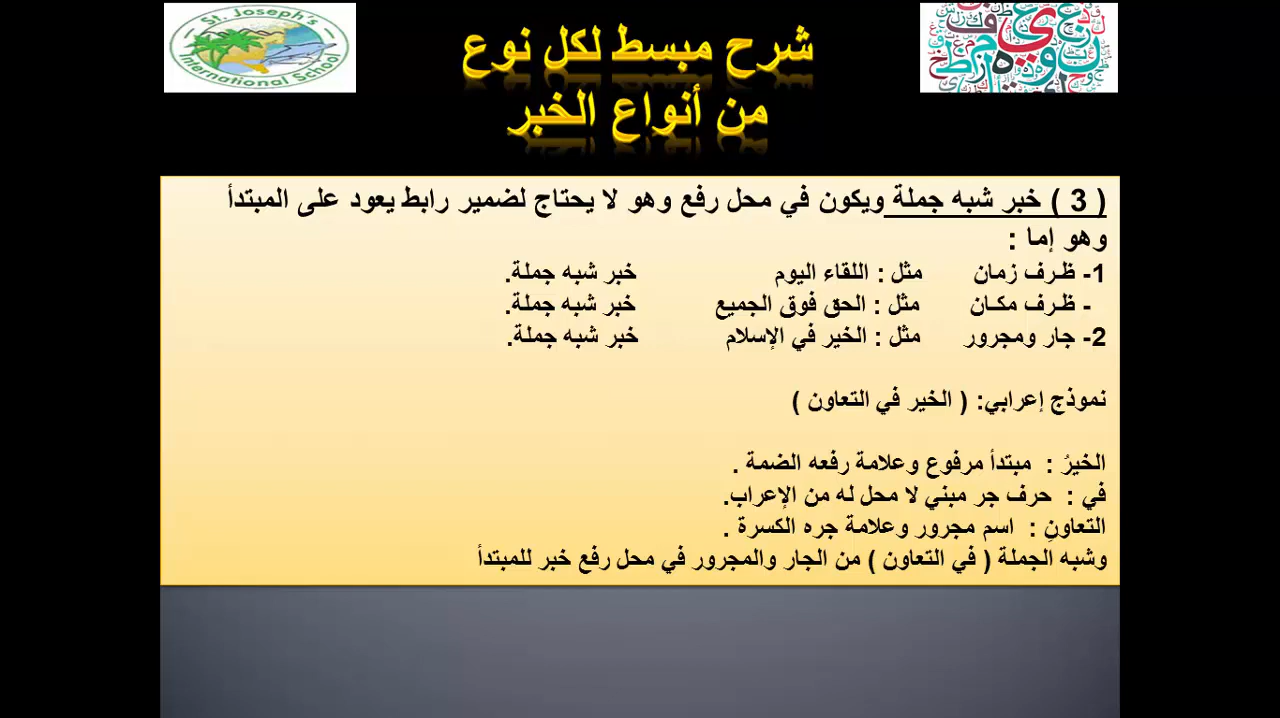 St. Joseph's
International School
شرح مبسط لكل نوع
من أنواع الخبر
( 3 ) خبر شبه جملة ويكون في محل رفع وهو لا يحتاج لضمير رابط يعود على المبتدأ
وهو إما :
1- ظـرف زمان مثل : اللقاء اليوم خبر شبه جملة.
- ظـرف مكـان مثل : الحق فوق الجميع خبر شبه جملة.
2- جار ومجرور مثل : الخير في الإسلام خبر شبه جملة.
نموذج إعرابي: ( الخير في التعاون )
الخيرُ : مبتدأ مرفوع وعلامة رفعه الضمة .
في : حرف جر مبني لا محل له من الإعراب.
التعاونِ : اسم مجرور وعلامة جره الكسرة .
وشبه الجملة ( في التعاون ) من الجار والمجرور في محل رفع خبر للمبتدأ